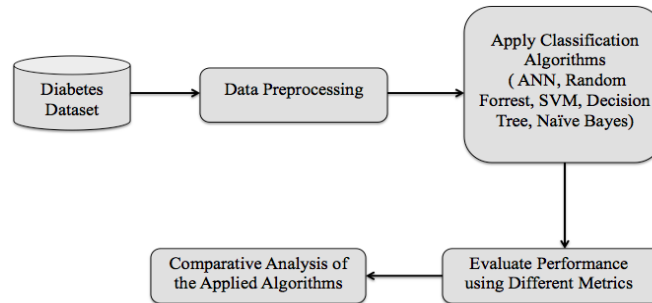 Diabetes
Dataset
Data Preprocessing
Apply Classification
Algorithms
( ANN, Random
Forrest, SVM, Decision
Tree, Naïve Bayes)
Evaluate Performance
using Different Metrics
Comparative Analysis of
the Applied Algorithms